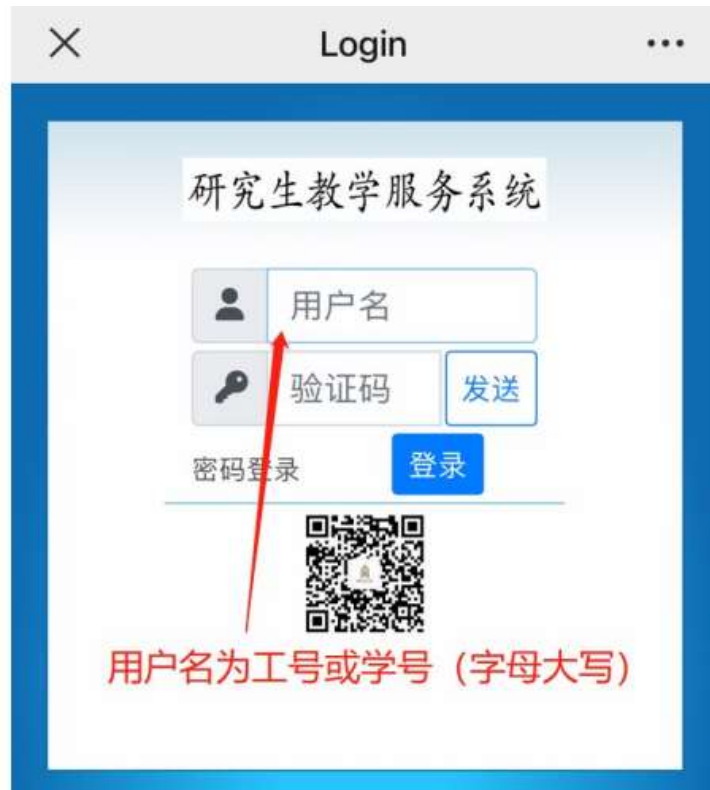 Login
研究生教学服务系统
用户名
验证码 发送
密码登录 登录
用户名为工号或学号（字母大写）